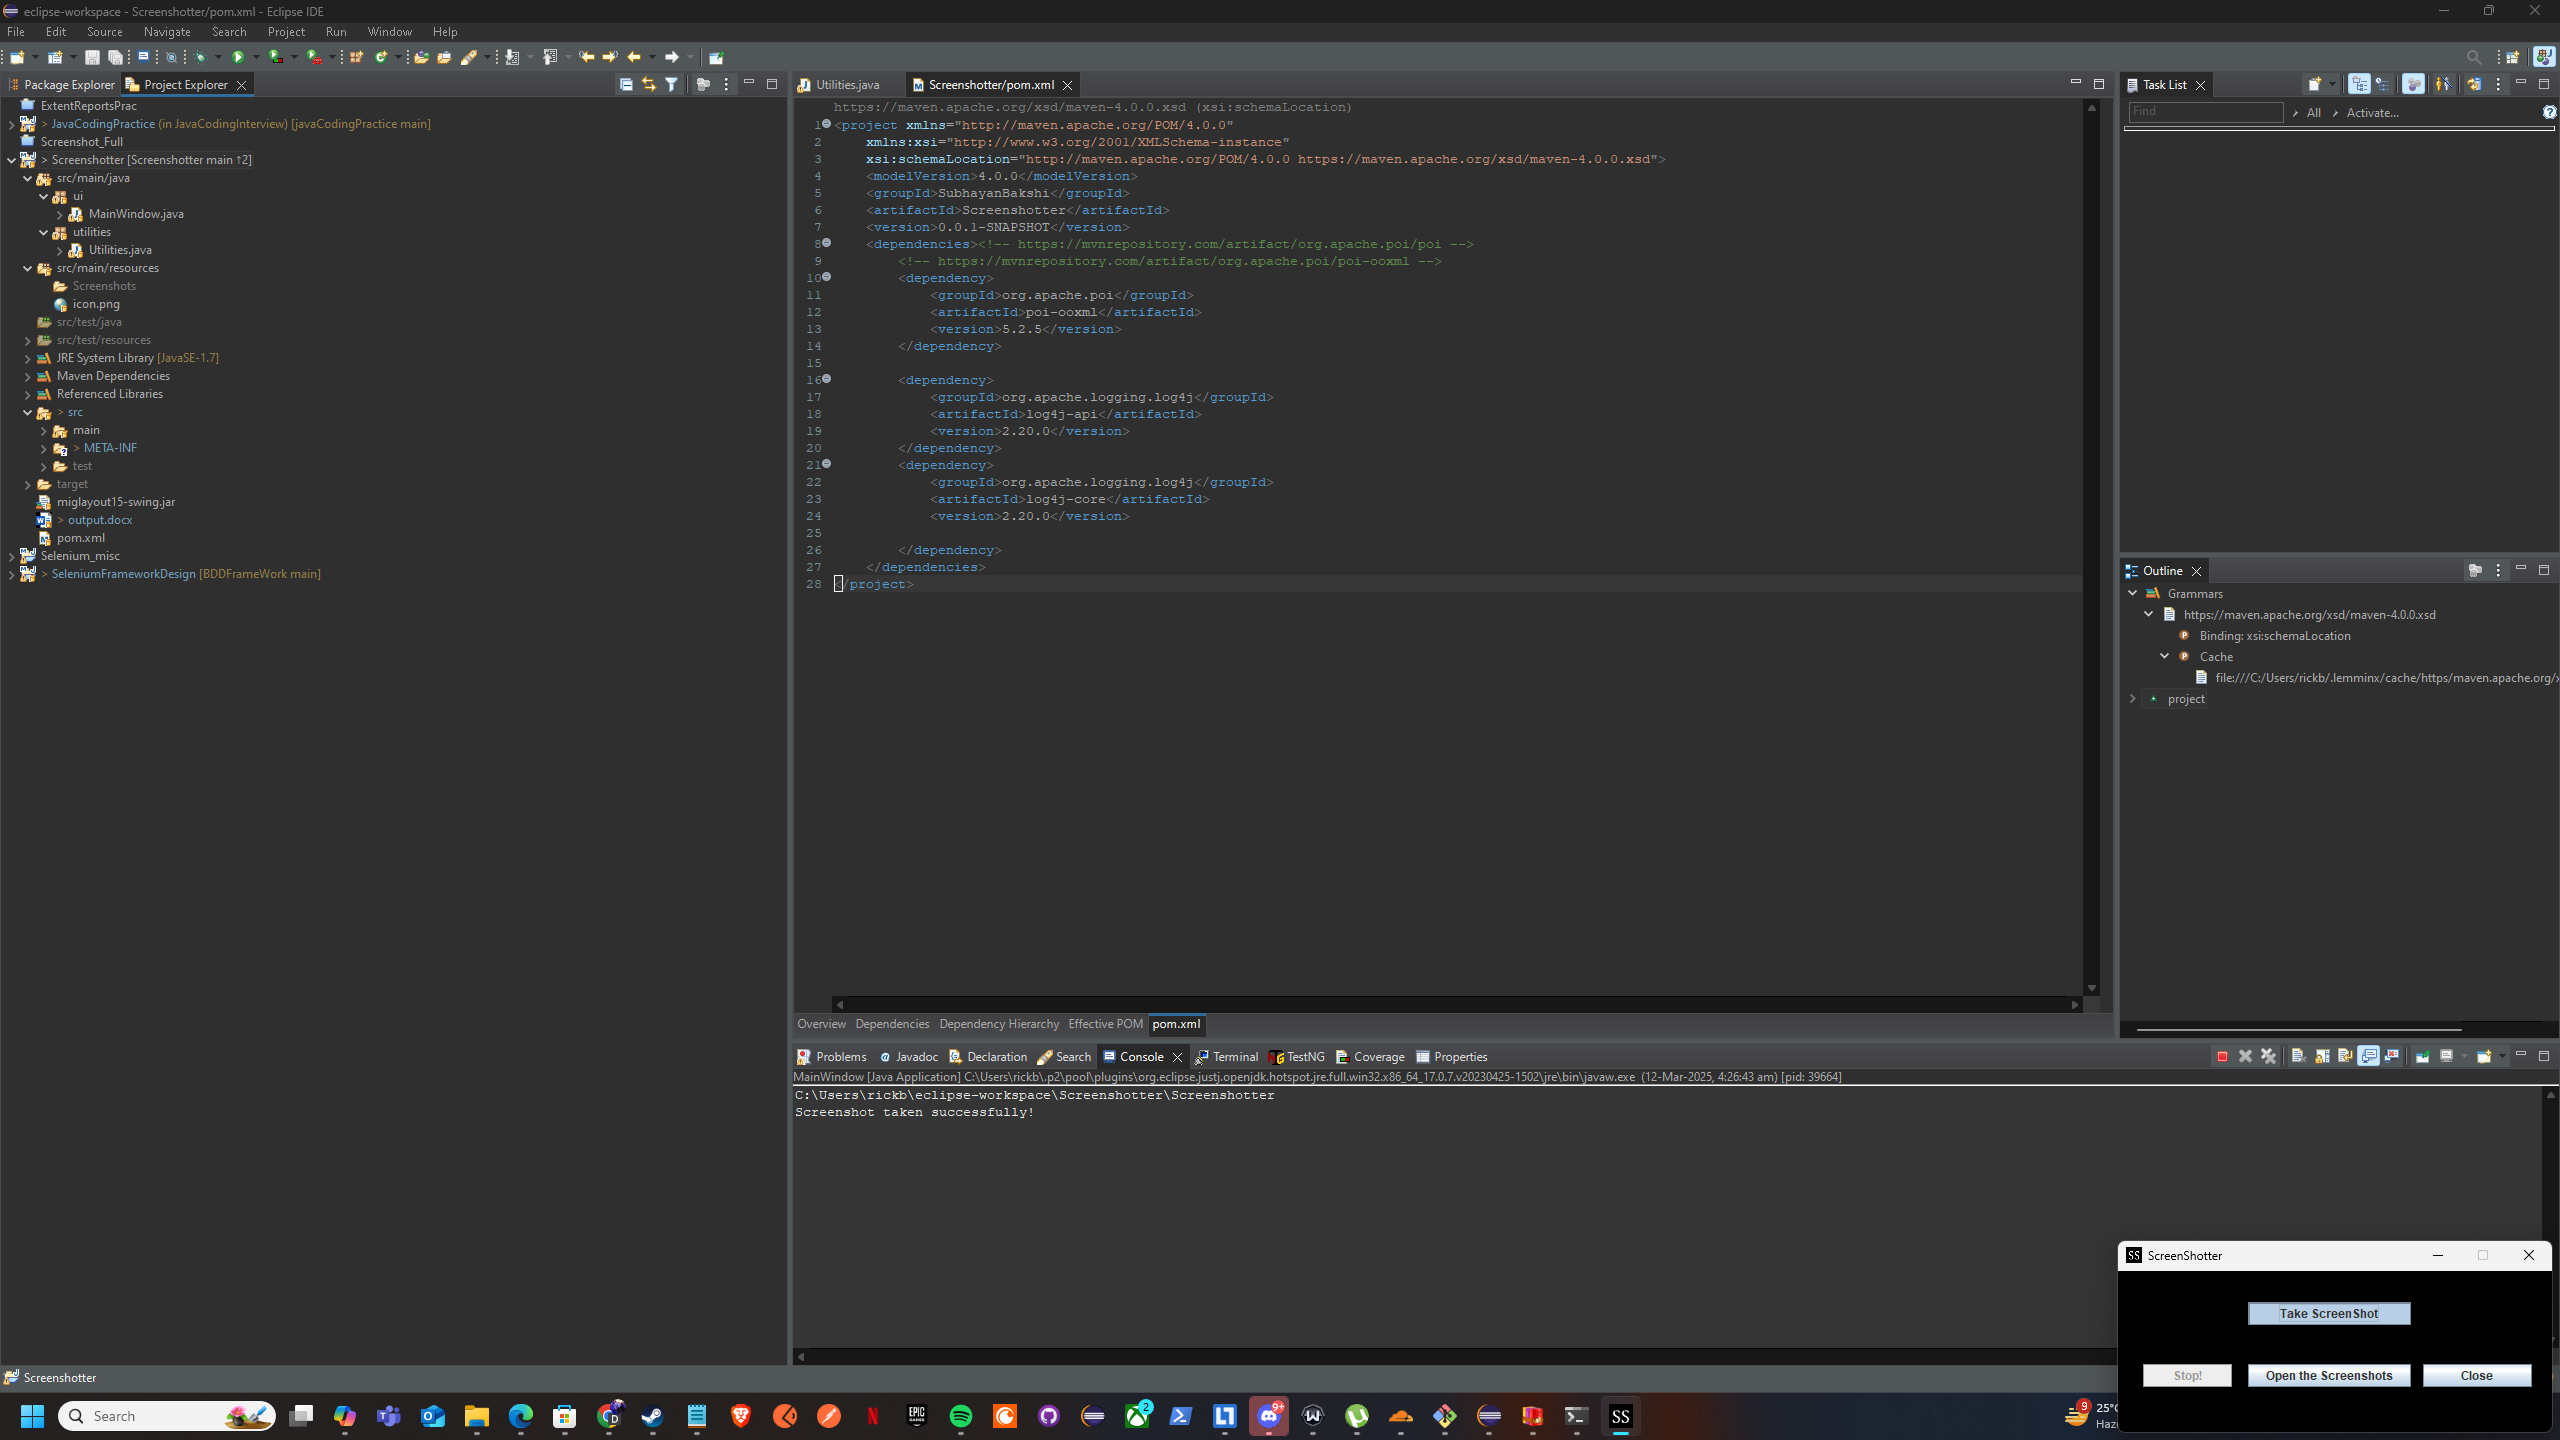 eclipse-workspace - Screenshotter/pom.xml - Eclipse IDE
File Edit Source Navigate Search Project Run Window Help
Package Explorer Project Explorer
ExtentReportsPrac
> JavaCodingPractice (in JavaCodingInterview) [javaCodingPractice main]
Screenshot_Full
> Screenshotter [Screenshotter main ↑2]
src/main/java
ui
MainWindow.java
utilities
Utilities.java
src/main/resources
Screenshots
icon.png
src/test/java
src/test/resources
JRE System Library [JavaSE-1.7]
Maven Dependencies
Referenced Libraries
> src
main
> META-INF
test
target
miglayout15-swing.jar
> output.docx
pom.xml
Selenium_misc
> SeleniumFrameworkDesign [BDDFrameWork main]
Utilities.java Screenshotter/pom.xml
https://maven.apache.org/xsd/maven-4.0.0.xsd (xsi:schemaLocation)
1 <project xmlns="http://maven.apache.org/POM/4.0.0"
2 xmlns:xsi="http://www.w3.org/2001/XMLSchema-instance"
3 xsi:schemaLocation="http://maven.apache.org/POM/4.0.0 https://maven.apache.org/xsd/maven-4.0.0.xsd">
4 <modelVersion>4.0.0</modelVersion>
5 <groupId>SubhayanBakshi</groupId>
6 <artifactId>Screenshotter</artifactId>
7 <version>0.0.1-SNAPSHOT</version>
8 <dependencies><!-- https://mvnrepository.com/artifact/org.apache.poi/poi -->
9 <!-- https://mvnrepository.com/artifact/org.apache.poi/poi-ooxml -->
10 <dependency>
11 <groupId>org.apache.poi</groupId>
12 <artifactId>poi-ooxml</artifactId>
13 <version>5.2.5</version>
14 </dependency>
15
16 <dependency>
17 <groupId>org.apache.logging.log4j</groupId>
18 <artifactId>log4j-api</artifactId>
19 <version>2.20.0</version>
20 </dependency>
21 <dependency>
22 <groupId>org.apache.logging.log4j</groupId>
23 <artifactId>log4j-core</artifactId>
24 <version>2.20.0</version>
25
26 </dependency>
27 </dependencies>
28 </project>
Overview Dependencies Dependency Hierarchy Effective POM pom.xml
Problems Javadoc Declaration Search Console Terminal TestNG Coverage Properties
MainWindow [Java Application] C:\Users\rickb\.p2\pool\plugins\org.eclipse.justj.openjdk.hotspot.jre.full.win32.x86_64_17.0.7.v20230425-1502\jre\bin\javaw.exe (12-Mar-2025, 4:26:43 am) [pid: 39664]
C:\Users\rickb\eclipse-workspace\Screenshotter\Screenshotter
Screenshot taken successfully!
Task List
Find All Activate...
Outline
Grammars
https://maven.apache.org/xsd/maven-4.0.0.xsd
Binding: xsi:schemaLocation
Cache
file:///C:/Users/rickb/.lemminx/cache/https/maven.apache.org/x
project
SS ScreenShotter
Take ScreenShot
Stop! Open the Screenshots Close
Screenshotter
Search
EPIC GAMES
2
9+
SS
9
25°C
Haze